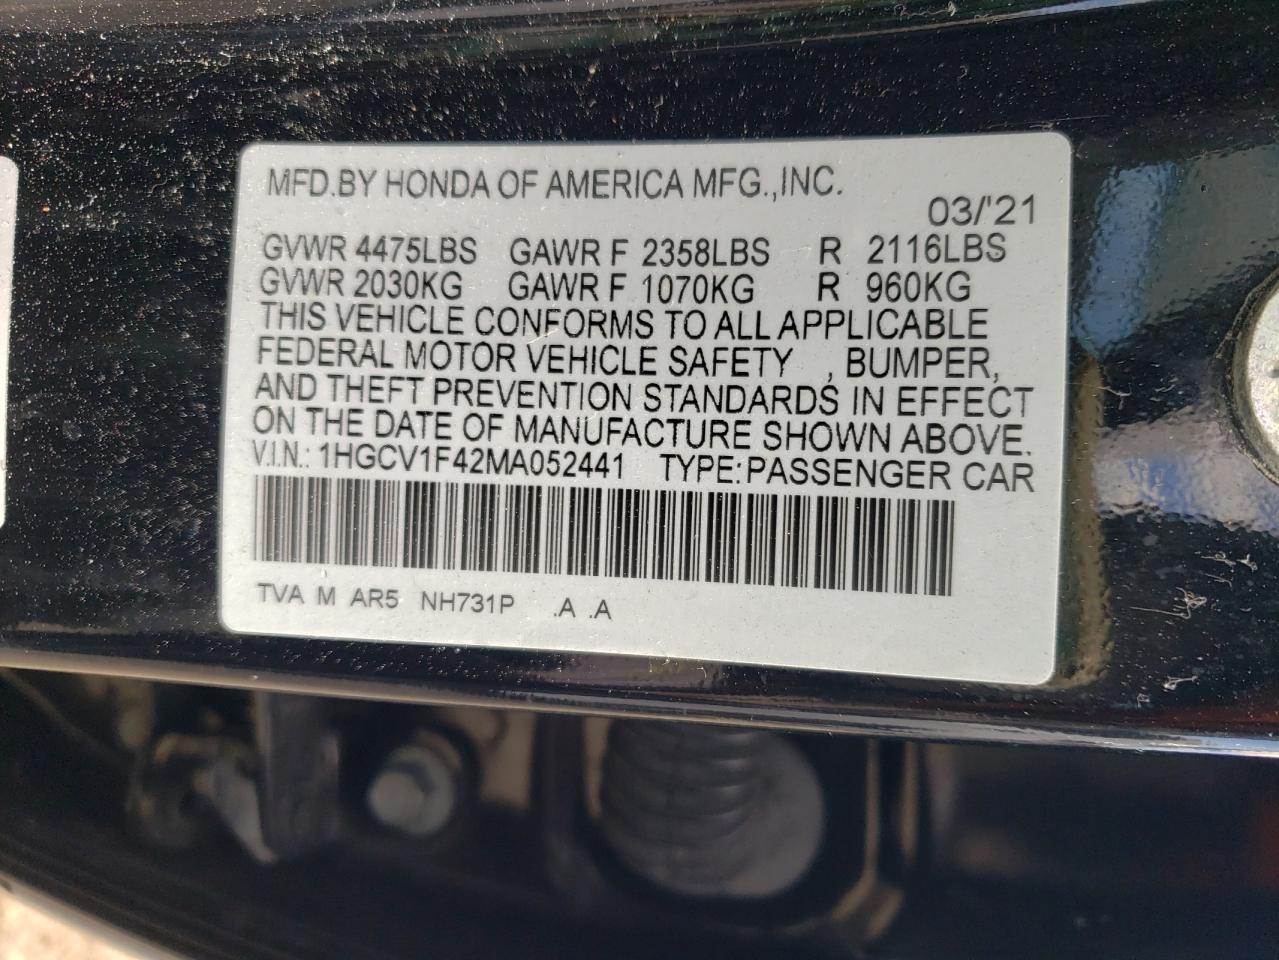 MFD.BY HONDA OF AMERICA MFG.,INC.
03/'21
GVWR 4475LBS GAWR F 2358LBS R 2116LBS
GVWR 2030KG GAWR F 1070KG R 960KG
THIS VEHICLE CONFORMS TO ALL APPLICABLE
FEDERAL MOTOR VEHICLE SAFETY , BUMPER,
AND THEFT PREVENTION STANDARDS IN EFFECT
ON THE DATE OF MANUFACTURE SHOWN ABOVE.
V.I.N.: 1HGCV1F42MA052441 TYPE:PASSENGER CAR
TVA M AR5 NH731P .A .A